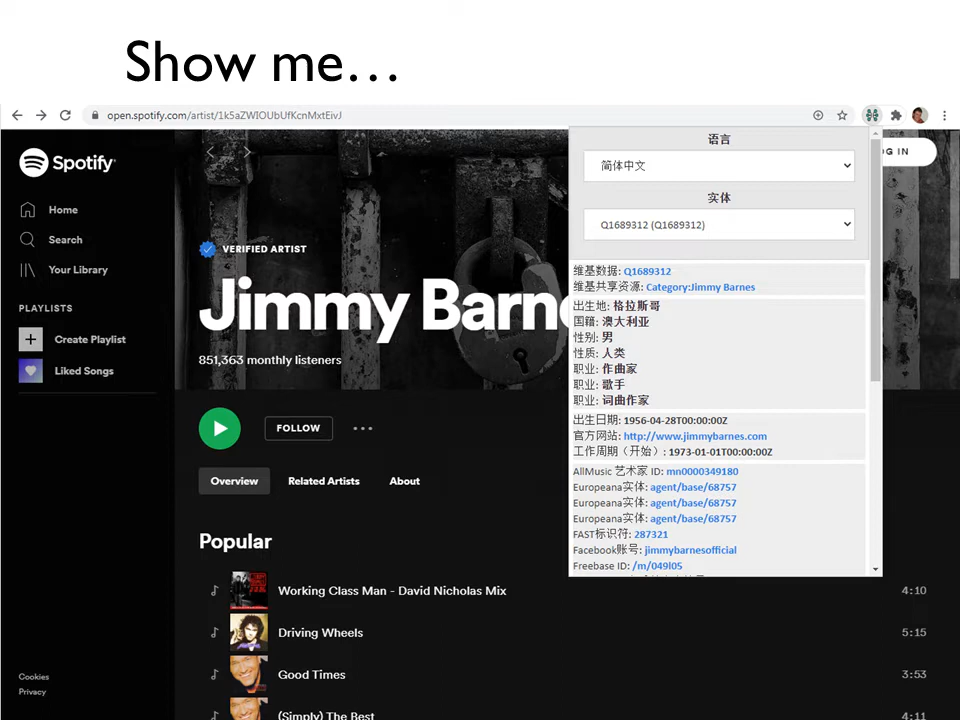 Show me…
open.spotify.com/artist/1k5aZWIOUbUfKcnMxtEivJ
Spotify
Home
Search
Your Library
PLAYLISTS
Create Playlist
Liked Songs
Cookies
Privacy
VERIFIED ARTIST
Jimmy Barne
851,363 monthly listeners
FOLLOW
Overview Related Artists About
Popular
Working Class Man - David Nicholas Mix 4:10
Driving Wheels 5:15
Good Times 3:53
(Simply) The Best 4:11
G IN
语言
简体中文
实体
Q1689312 (Q1689312)
维基数据: Q1689312
维基共享资源: Category:Jimmy Barnes
出生地: 格拉斯哥
国籍: 澳大利亚
性别: 男
性质: 人类
职业: 作曲家
职业: 歌手
职业: 词曲作家
出生日期: 1956-04-28T00:00:00Z
官方网站: http://www.jimmybarnes.com
工作周期（开始）: 1973-01-01T00:00:00Z
AllMusic 艺术家 ID: mn0000349180
Europeana实体: agent/base/68757
Europeana实体: agent/base/68757
Europeana实体: agent/base/68757
FAST标识符: 287321
Facebook账号: jimmybarnesofficial
Freebase ID: /m/049l05